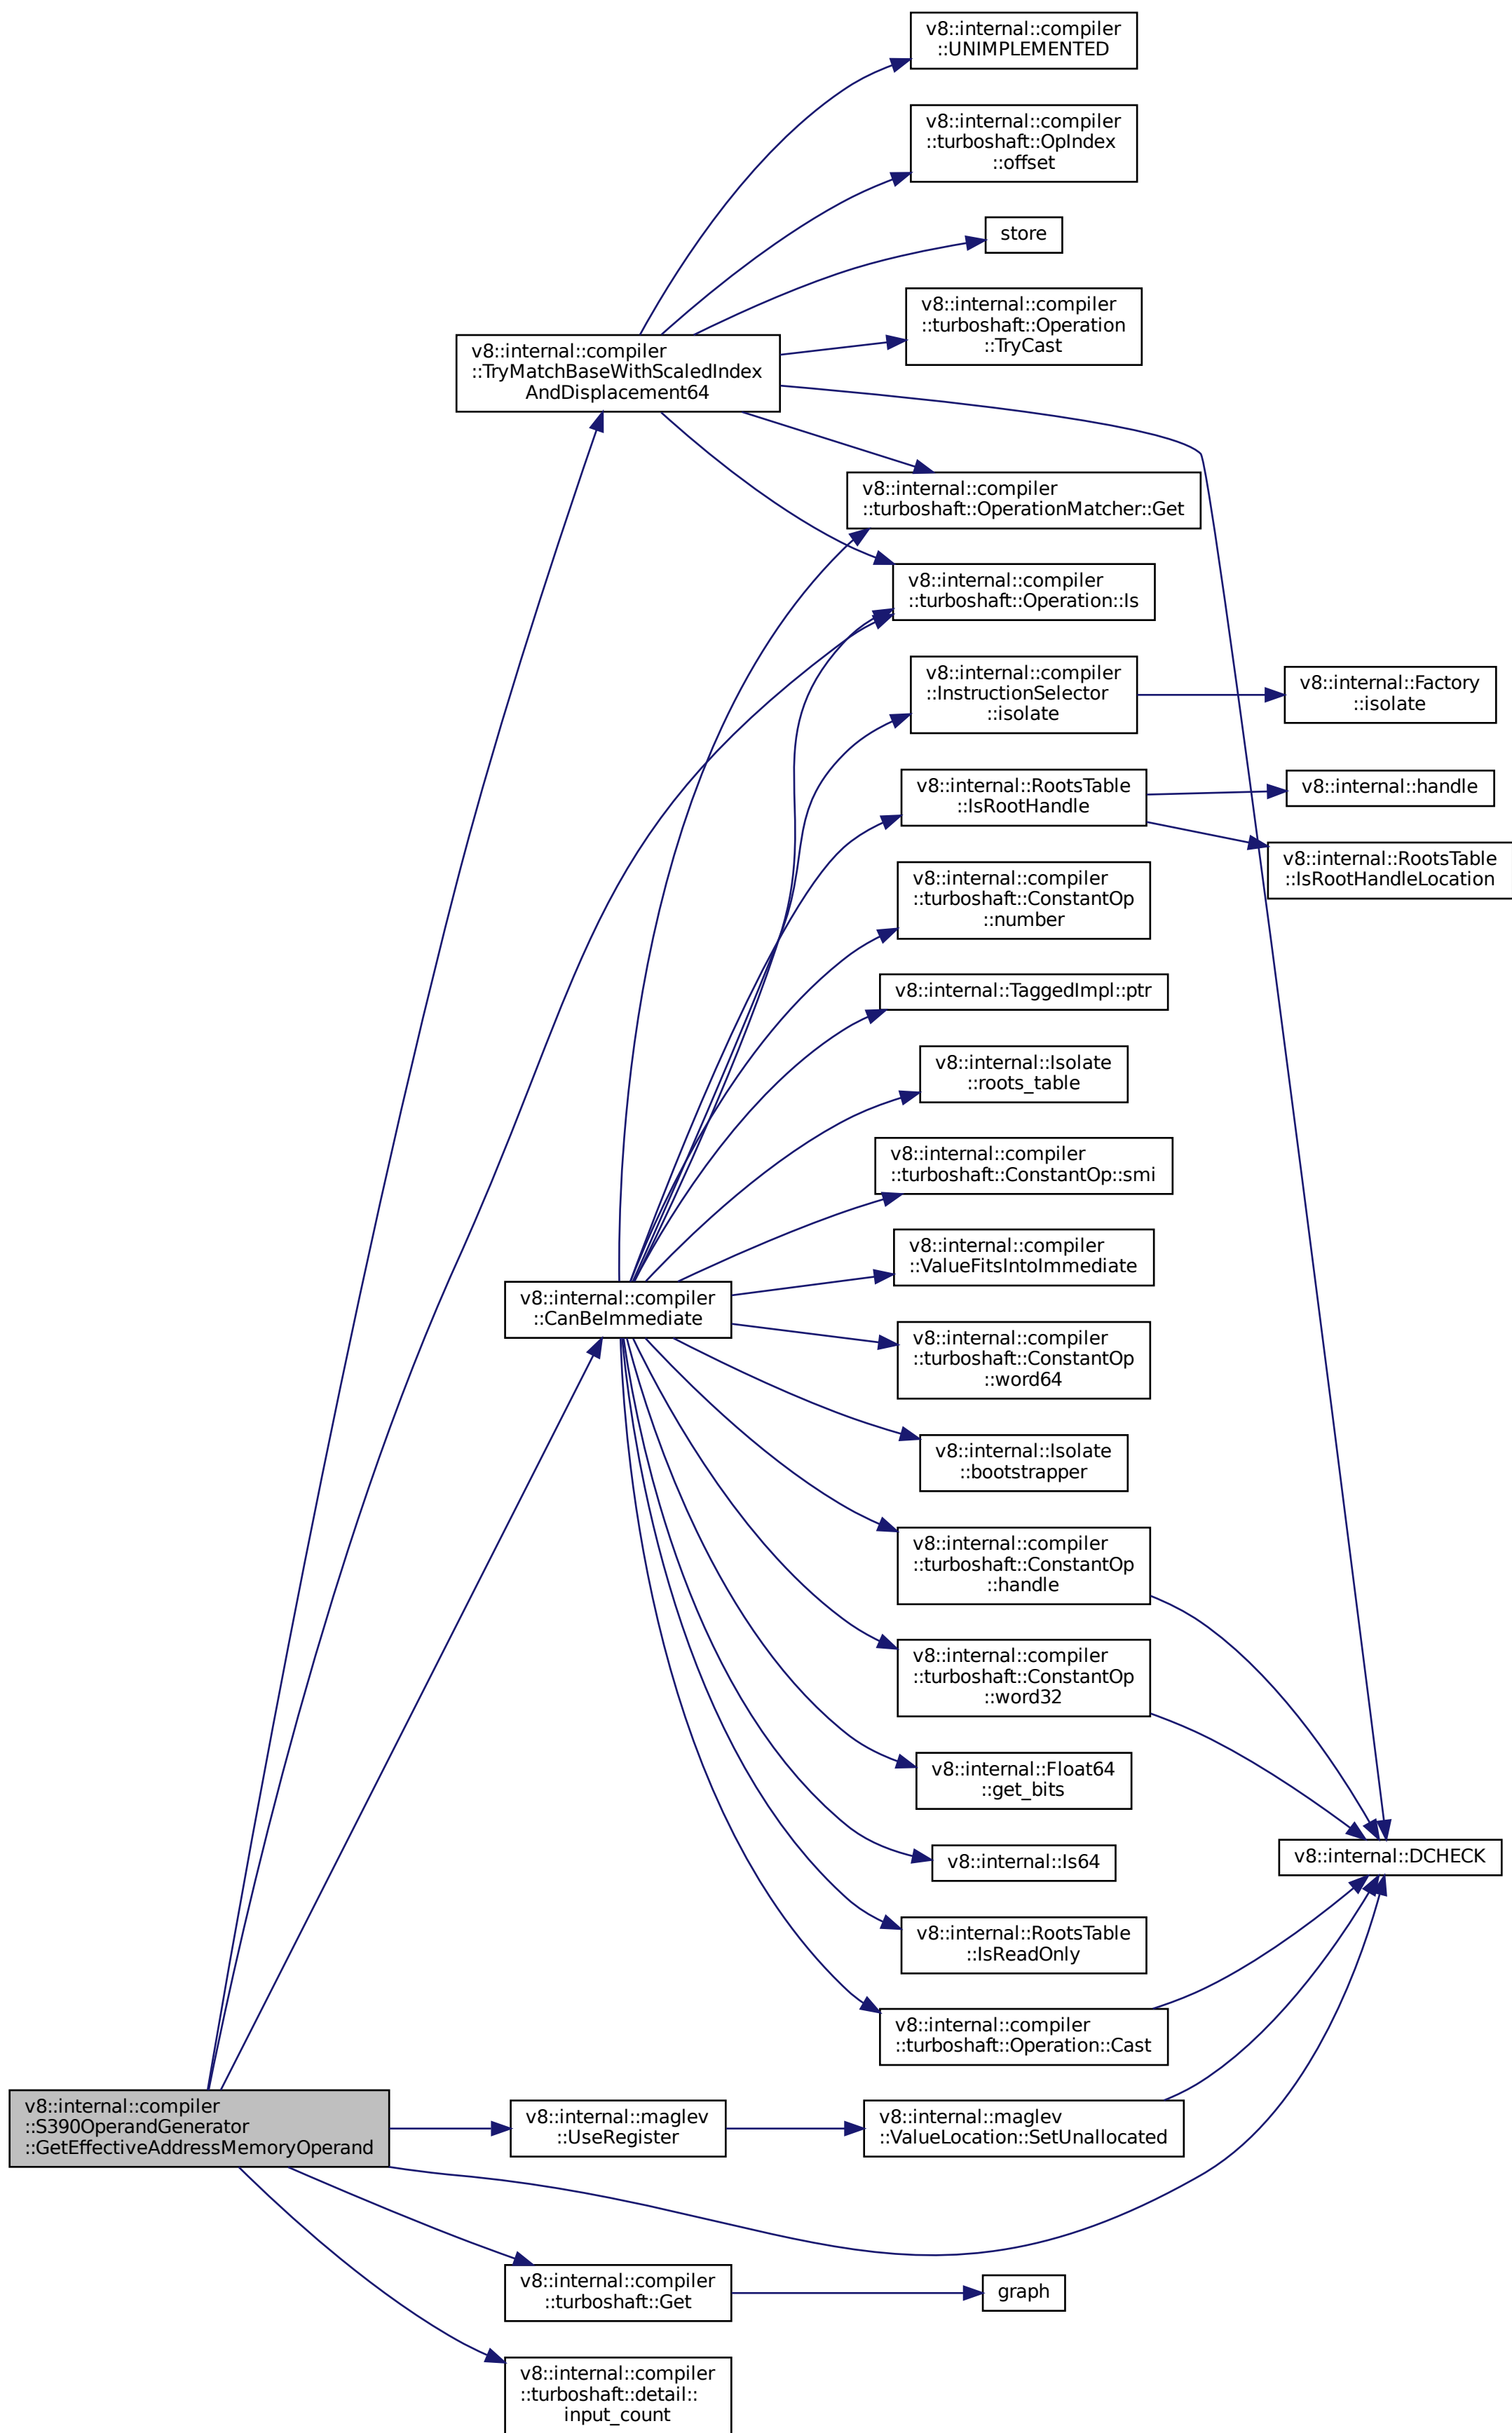 v8::internal::compiler
::UNIMPLEMENTED
v8::internal::compiler
::turboshaft::OpIndex
::offset
store
v8::internal::compiler
::turboshaft::Operation
::TryCast
v8::internal::compiler
::TryMatchBaseWithScaledIndex
AndDisplacement64
v8::internal::compiler
::turboshaft::OperationMatcher::Get
v8::internal::compiler
::turboshaft::Operation::Is
v8::internal::compiler
::InstructionSelector
::isolate
v8::internal::Factory
::isolate
v8::internal::RootsTable
::IsRootHandle
v8::internal::handle
v8::internal::RootsTable
::IsRootHandleLocation
v8::internal::compiler
::turboshaft::ConstantOp
::number
v8::internal::TaggedImpl::ptr
v8::internal::Isolate
::roots_table
v8::internal::compiler
::turboshaft::ConstantOp::smi
v8::internal::compiler
::ValueFitsIntoImmediate
v8::internal::compiler
::CanBeImmediate
v8::internal::compiler
::turboshaft::ConstantOp
::word64
v8::internal::Isolate
::bootstrapper
v8::internal::compiler
::turboshaft::ConstantOp
::handle
v8::internal::compiler
::turboshaft::ConstantOp
::word32
v8::internal::Float64
::get_bits
v8::internal::Is64
v8::internal::DCHECK
v8::internal::RootsTable
::IsReadOnly
v8::internal::compiler
::turboshaft::Operation::Cast
v8::internal::compiler
::S390OperandGenerator
::GetEffectiveAddressMemoryOperand
v8::internal::maglev
::UseRegister
v8::internal::maglev
::ValueLocation::SetUnallocated
v8::internal::compiler
::turboshaft::Get
graph
v8::internal::compiler
::turboshaft::detail::
input_count